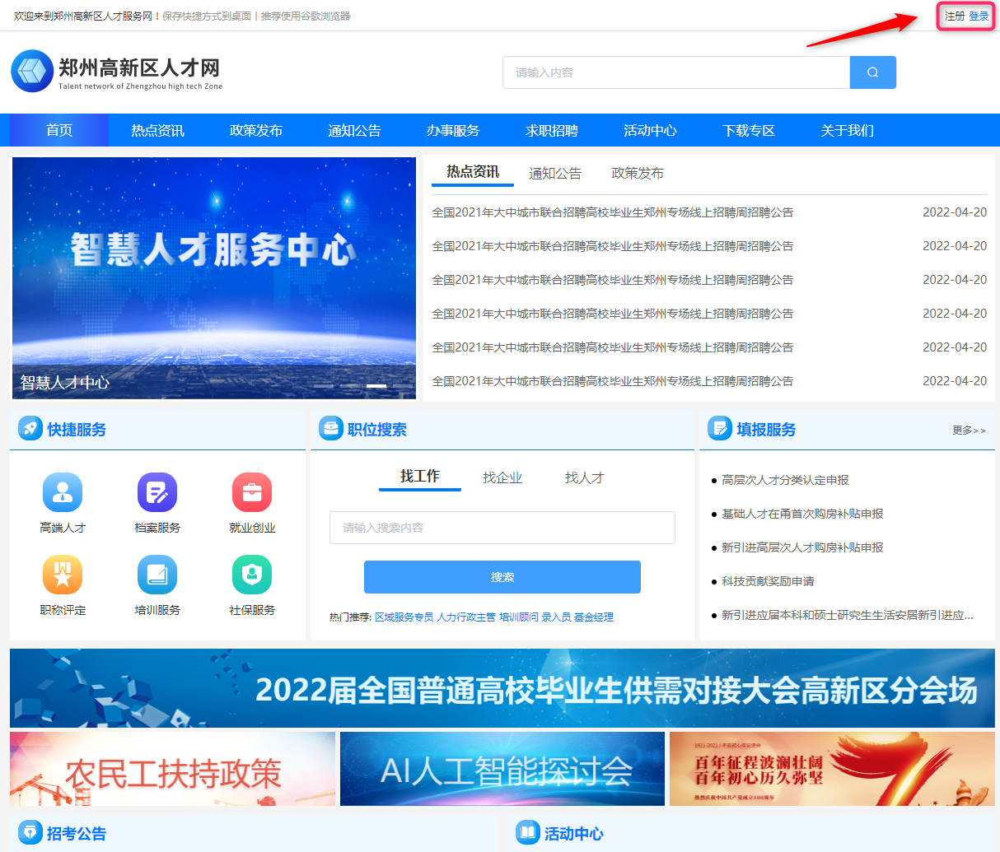 欢迎来到郑州高新区人才服务网！保存快捷方式到桌面丨推荐使用谷歌浏览器
注册 登录
郑州高新区人才网
Talent network of Zhengzhou high tech Zone
请输入内容
首页 热点资讯 政策发布 通知公告 办事服务 求职招聘 活动中心 下载专区 关于我们
智慧人才服务中心
智慧人才中心
热点资讯 通知公告 政策发布
全国2021年大中城市联合招聘高校毕业生郑州专场线上招聘周招聘公告 2022-04-20
全国2021年大中城市联合招聘高校毕业生郑州专场线上招聘周招聘公告 2022-04-20
全国2021年大中城市联合招聘高校毕业生郑州专场线上招聘周招聘公告 2022-04-20
全国2021年大中城市联合招聘高校毕业生郑州专场线上招聘周招聘公告 2022-04-20
全国2021年大中城市联合招聘高校毕业生郑州专场线上招聘周招聘公告 2022-04-20
全国2021年大中城市联合招聘高校毕业生郑州专场线上招聘周招聘公告 2022-04-20
快捷服务
高端人才 档案服务 就业创业
职称评定 培训服务 社保服务
职位搜索
找工作 找企业 找人才
请输入搜索内容
搜索
热门推荐: 区域服务专员 人力行政主管 培训顾问 录入员 基金经理
填报服务 更多>>
高层次人才分类认定申报
基础人才在甬首次购房补贴申报
新引进高层次人才购房补贴申报
科技贡献奖励申请
新引进应届本科和硕士研究生生活安居新引进应...
2022届全国普通高校毕业生供需对接大会高新区分会场
农民工扶持政策
AI人工智能探讨会
1921-2021 / 不忘初心牢记使命
百年征程波澜壮阔
百年初心历久弥坚
热烈庆祝中国共产党成立100周年
招考公告
活动中心